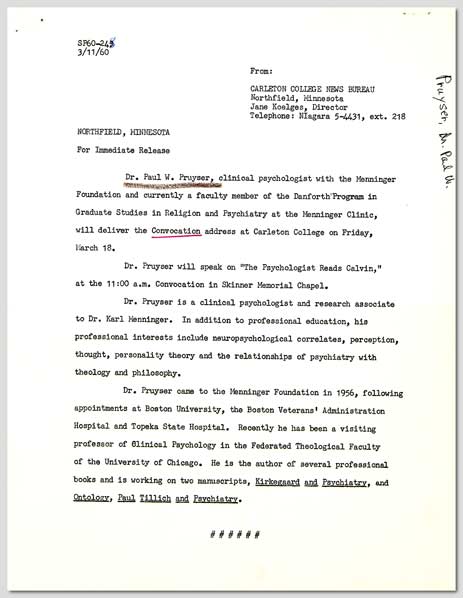 SP60-243
3/11/60
From:
CARLETON COLLEGE NEWS BUREAU
Northfield, Minnesota
Jane Koelges, Director
Telephone: NIagara 5-4431, ext. 218
Pruyser, Dr. Paul W.
NORTHFIELD, MINNESOTA
For Immediate Release
Dr. Paul W. Pruyser, clinical psychologist with the Menninger
Foundation and currently a faculty member of the Danforth Program in
Graduate Studies in Religion and Psychiatry at the Menninger Clinic,
will deliver the Convocation address at Carleton College on Friday,
March 18.
Dr. Pruyser will speak on "The Psychologist Reads Calvin,"
at the 11:00 a.m. Convocation in Skinner Memorial Chapel.
Dr. Pruyser is a clinical psychologist and research associate
to Dr. Karl Menninger. In addition to professional education, his
professional interests include neuropsychological correlates, perception,
thought, personality theory and the relationships of psychiatry with
theology and philosophy.
Dr. Pruyser came to the Menninger Foundation in 1956, following
appointments at Boston University, the Boston Veterans' Administration
Hospital and Topeka State Hospital. Recently he has been a visiting
professor of Clinical Psychology in the Federated Theological Faculty
of the University of Chicago. He is the author of several professional
books and is working on two manuscripts, Kirkegaard and Psychiatry, and
Ontology, Paul Tillich and Psychiatry.
# # # # # #